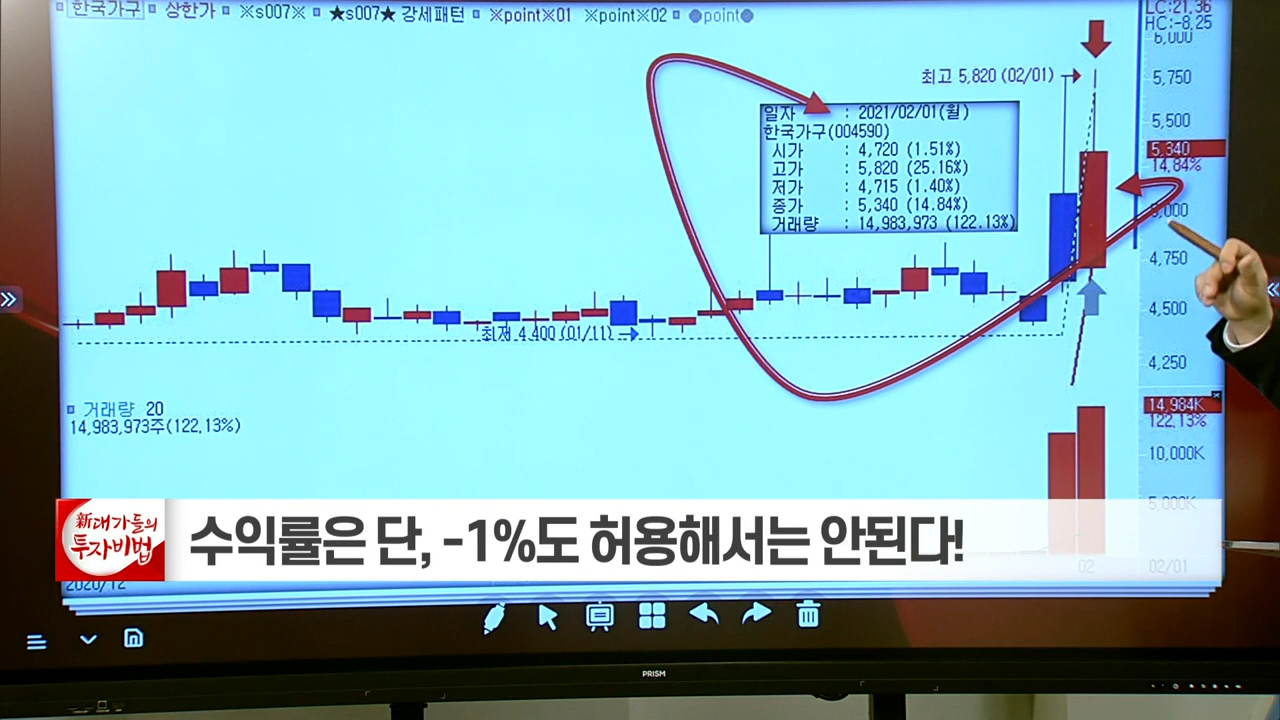 한국가구 상한가 ※s007※ ★s007★ 강세패턴 ※point※01 ※point※02 ●point●
LC:21.36
HC:-8.25
6,000
최고 5,820 (02/01)
5,750
일자 : 2021/02/01(월)
한국가구(004590)
시가 : 4,720 (1.51%)
고가 : 5,820 (25.16%)
저가 : 4,715 (1.40%)
종가 : 5,340 (14.84%)
거래량 : 14,983,973 (122.13%)
5,500
5,340
14,84%
5,000
4,750
4,500
최저 4,400 (01/11)
4,250
거래량 20
14,983,973주(122,13%)
14,984K
122,13%
10,000K
5,000K
新대가들의
투자비법
수익률은 단, -1%도 허용해서는 안된다!
2020/12
02
02/01
PRISM